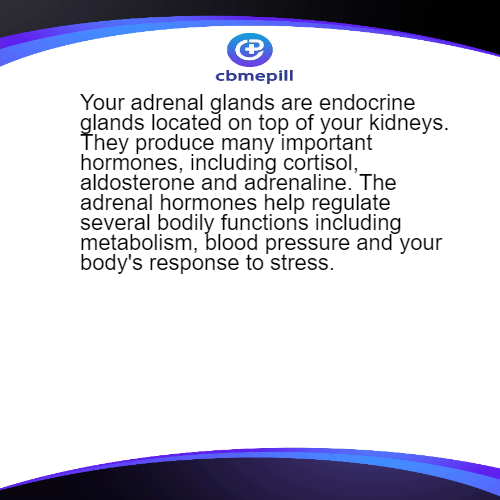 cbmepill
Your adrenal glands are endocrine
glands located on top of your kidneys.
They produce many important
hormones, including cortisol,
aldosterone and adrenaline. The
adrenal hormones help regulate
several bodily functions including
metabolism, blood pressure and your
body's response to stress.